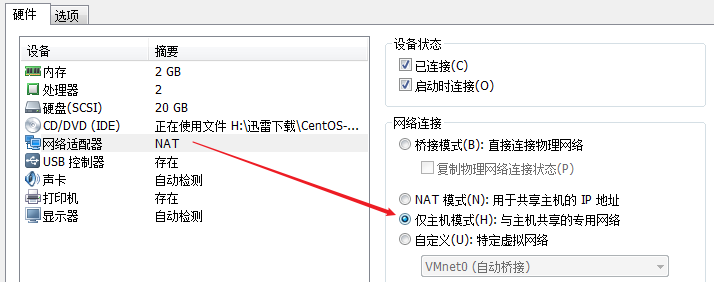 硬件 选项
设备 摘要
内存 2 GB
处理器 2
硬盘(SCSI) 20 GB
CD/DVD (IDE) 正在使用文件 H:\迅雷下载\CentOS-...
网络适配器 NAT
USB 控制器 存在
声卡 自动检测
打印机 存在
显示器 自动检测
设备状态
已连接(C)
启动时连接(O)
网络连接
桥接模式(B): 直接连接物理网络
复制物理网络连接状态(P)
NAT 模式(N): 用于共享主机的 IP 地址
仅主机模式(H): 与主机共享的专用网络
自定义(U): 特定虚拟网络
VMnet0 (自动桥接)